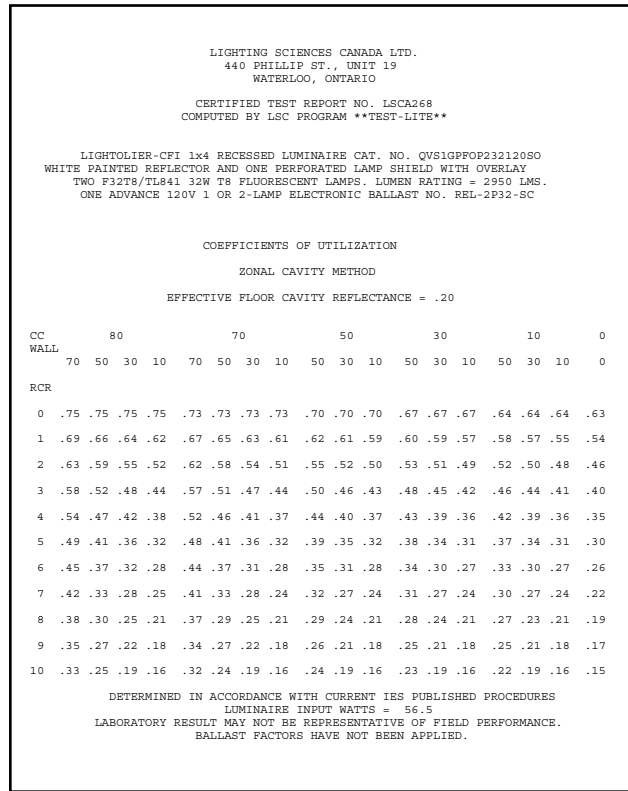 LIGHTING SCIENCES CANADA LTD.
440 PHILLIP ST., UNIT 19
WATERLOO, ONTARIO
CERTIFIED TEST REPORT NO. LSCA268
COMPUTED BY LSC PROGRAM **TEST-LITE**
LIGHTOLIER-CFI 1x4 RECESSED LUMINAIRE CAT. NO. QVS1GPFOP232120SO
WHITE PAINTED REFLECTOR AND ONE PERFORATED LAMP SHIELD WITH OVERLAY
TWO F32T8/TL841 32W T8 FLUORESCENT LAMPS. LUMEN RATING = 2950 LMS.
ONE ADVANCE 120V 1 OR 2-LAMP ELECTRONIC BALLAST NO. REL-2P32-SC
COEFFICIENTS OF UTILIZATION
ZONAL CAVITY METHOD
EFFECTIVE FLOOR CAVITY REFLECTANCE = .20
CC 80 70 50 30 10 0
WALL
70 50 30 10 70 50 30 10 50 30 10 50 30 10 50 30 10 0
RCR
0 .75 .75 .75 .75 .73 .73 .73 .73 .70 .70 .70 .67 .67 .67 .64 .64 .64 .63
1 .69 .66 .64 .62 .67 .65 .63 .61 .62 .61 .59 .60 .59 .57 .58 .57 .55 .54
2 .63 .59 .55 .52 .62 .58 .54 .51 .55 .52 .50 .53 .51 .49 .52 .50 .48 .46
3 .58 .52 .48 .44 .57 .51 .47 .44 .50 .46 .43 .48 .45 .42 .46 .44 .41 .40
4 .54 .47 .42 .38 .52 .46 .41 .37 .44 .40 .37 .43 .39 .36 .42 .39 .36 .35
5 .49 .41 .36 .32 .48 .41 .36 .32 .39 .35 .32 .38 .34 .31 .37 .34 .31 .30
6 .45 .37 .32 .28 .44 .37 .31 .28 .35 .31 .28 .34 .30 .27 .33 .30 .27 .26
7 .42 .33 .28 .25 .41 .33 .28 .24 .32 .27 .24 .31 .27 .24 .30 .27 .24 .22
8 .38 .30 .25 .21 .37 .29 .25 .21 .29 .24 .21 .28 .24 .21 .27 .23 .21 .19
9 .35 .27 .22 .18 .34 .27 .22 .18 .26 .21 .18 .25 .21 .18 .25 .21 .18 .17
10 .33 .25 .19 .16 .32 .24 .19 .16 .24 .19 .16 .23 .19 .16 .22 .19 .16 .15
DETERMINED IN ACCORDANCE WITH CURRENT IES PUBLISHED PROCEDURES
LUMINAIRE INPUT WATTS = 56.5
LABORATORY RESULT MAY NOT BE REPRESENTATIVE OF FIELD PERFORMANCE.
BALLAST FACTORS HAVE NOT BEEN APPLIED.